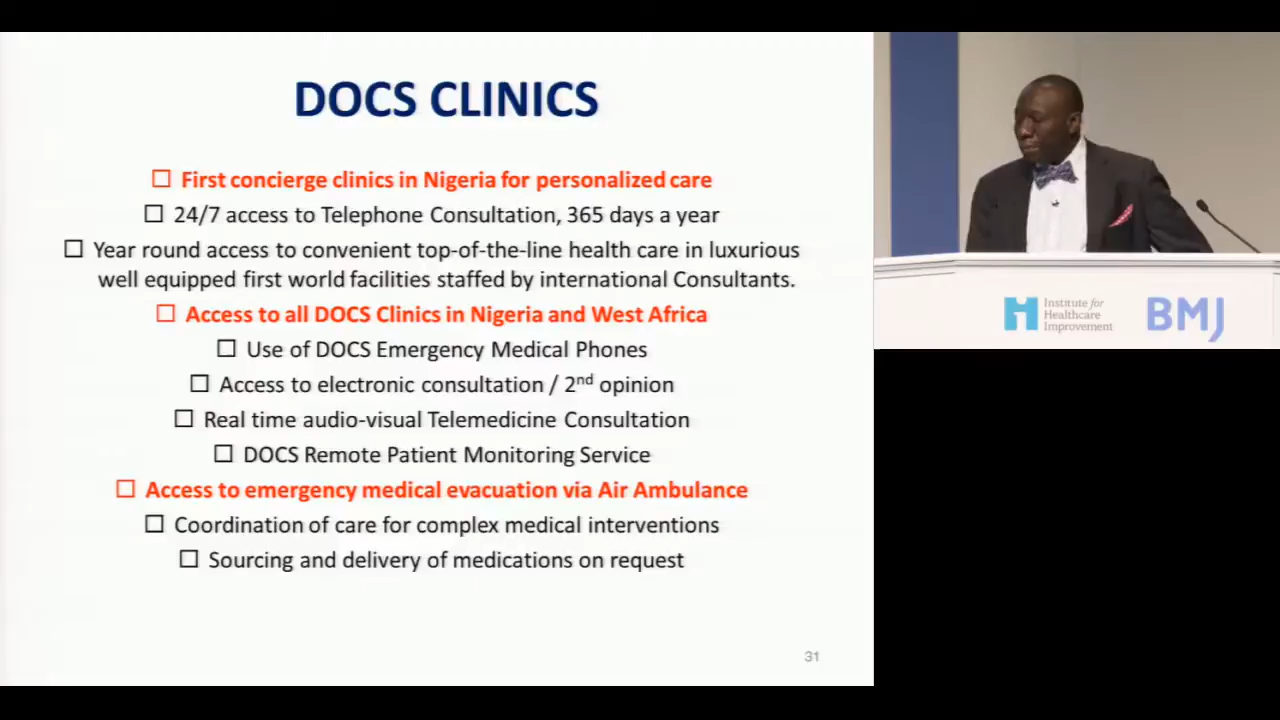 DOCS CLINICS
☐ First concierge clinics in Nigeria for personalized care
☐ 24/7 access to Telephone Consultation, 365 days a year
☐ Year round access to convenient top-of-the-line health care in luxurious
well equipped first world facilities staffed by international Consultants.
☐ Access to all DOCS Clinics in Nigeria and West Africa
☐ Use of DOCS Emergency Medical Phones
☐ Access to electronic consultation / 2nd opinion
☐ Real time audio-visual Telemedicine Consultation
☐ DOCS Remote Patient Monitoring Service
☐ Access to emergency medical evacuation via Air Ambulance
☐ Coordination of care for complex medical interventions
☐ Sourcing and delivery of medications on request
31
Institute for
Healthcare
Improvement
BMJ